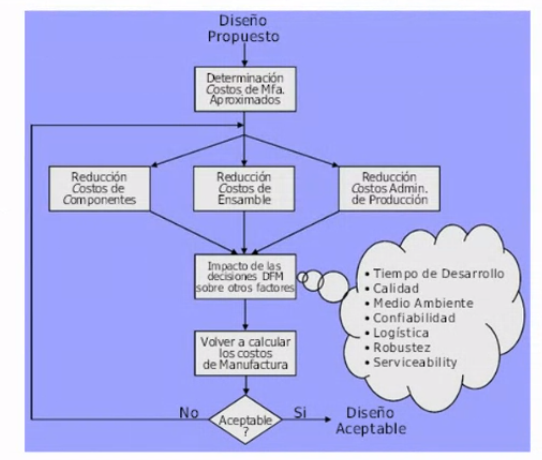 Diseño
Propuesto
Determinación
Costos de Mfa.
Aproximados
Reducción
Costos de
Componentes
Reducción
Costos de
Ensamble
Reducción
Costos Admin.
de Producción
Impacto de las
decisiones DFM
sobre otros factores
• Tiempo de Desarrollo
• Calidad
• Medio Ambiente
• Confiabilidad
• Logística
• Robustez
• Serviceability
Volver a calcular
los costos
de Manufactura
No
Aceptable
?
Si
Diseño
Aceptable